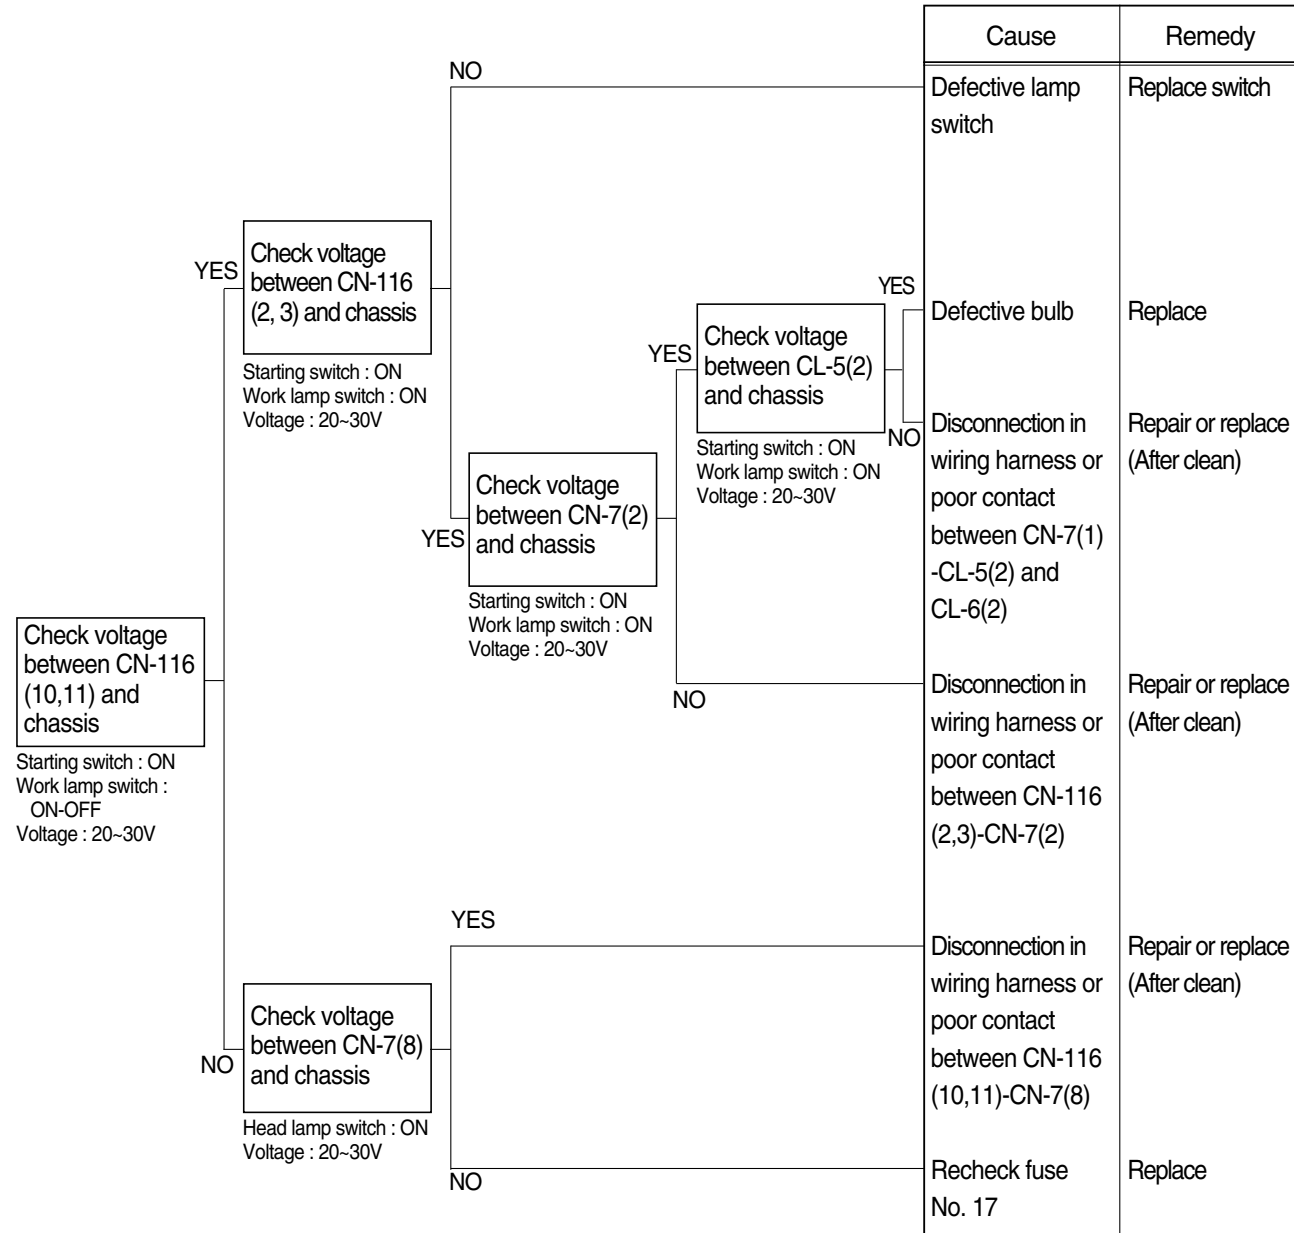 Cause
Remedy
NO
Defective lamp
switch
Replace switch
YES
Check voltage
between CN-116
(2, 3) and chassis
Starting switch : ON
Work lamp switch : ON
Voltage : 20~30V
YES
Check voltage
between CL-5(2)
and chassis
Starting switch : ON
Work lamp switch : ON
Voltage : 20~30V
YES
Defective bulb
Replace
NO
Disconnection in
wiring harness or
poor contact
between CN-7(1)
-CL-5(2) and
CL-6(2)
Repair or replace
(After clean)
YES
Check voltage
between CN-7(2)
and chassis
Starting switch : ON
Work lamp switch : ON
Voltage : 20~30V
NO
Disconnection in
wiring harness or
poor contact
between CN-116
(2,3)-CN-7(2)
Repair or replace
(After clean)
Check voltage
between CN-116
(10,11) and
chassis
Starting switch : ON
Work lamp switch :
ON-OFF
Voltage : 20~30V
YES
Disconnection in
wiring harness or
poor contact
between CN-116
(10,11)-CN-7(8)
Repair or replace
(After clean)
NO
Check voltage
between CN-7(8)
and chassis
Head lamp switch : ON
Voltage : 20~30V
NO
Recheck fuse
No. 17
Replace